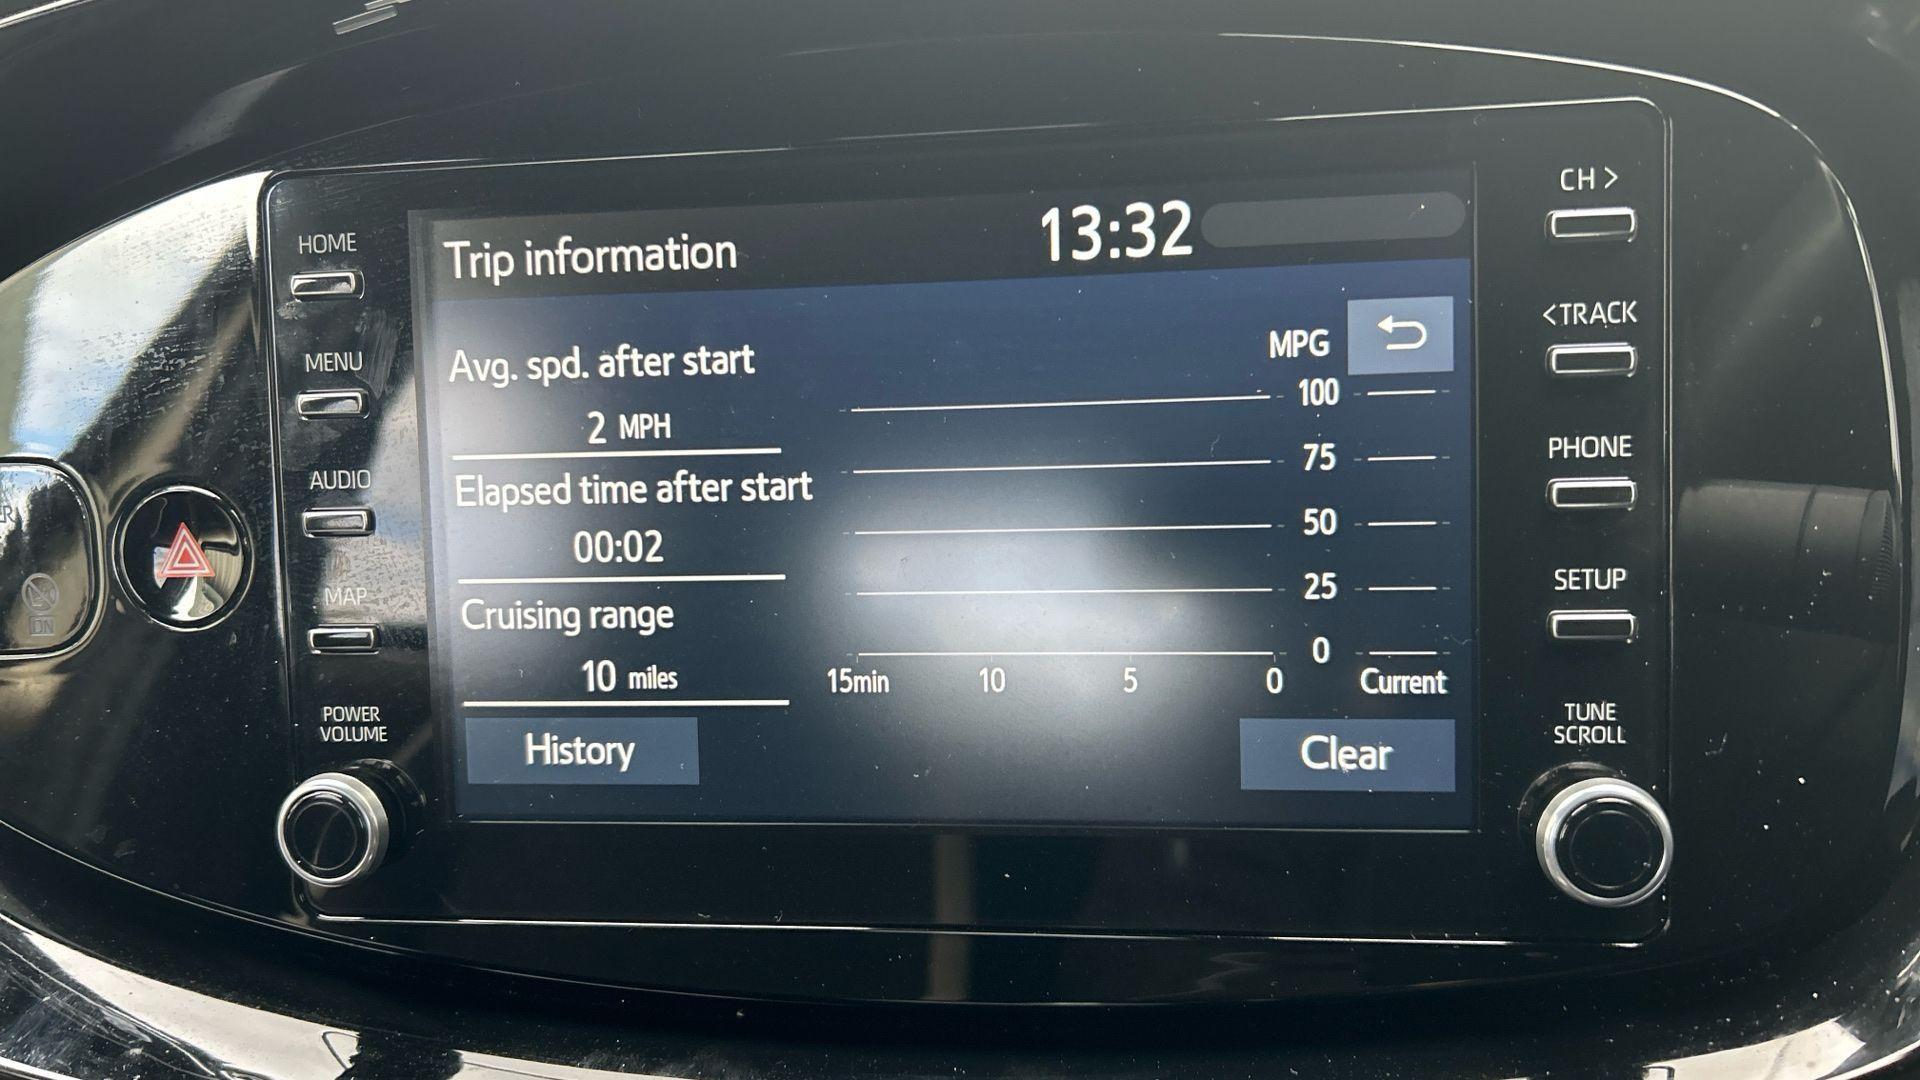 Trip information
13:32
HOME
MENU
AUDIO
MAP
POWER
VOLUME
Avg. spd. after start
2 MPH
Elapsed time after start
00:02
Cruising range
10 miles
History
MPG
100
75
50
25
0
15min 10 5 0 Current
Clear
CH >
<TRACK
PHONE
SETUP
TUNE
SCROLL